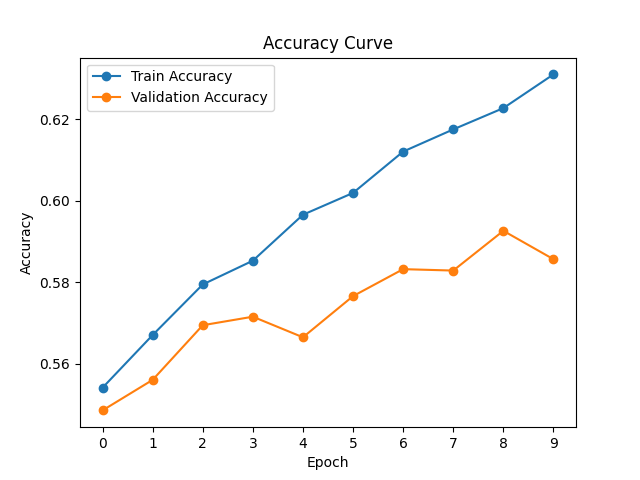 Accuracy Curve
Train Accuracy
Validation Accuracy
Accuracy
0.62
0.60
0.58
0.56
0 1 2 3 4 5 6 7 8 9
Epoch